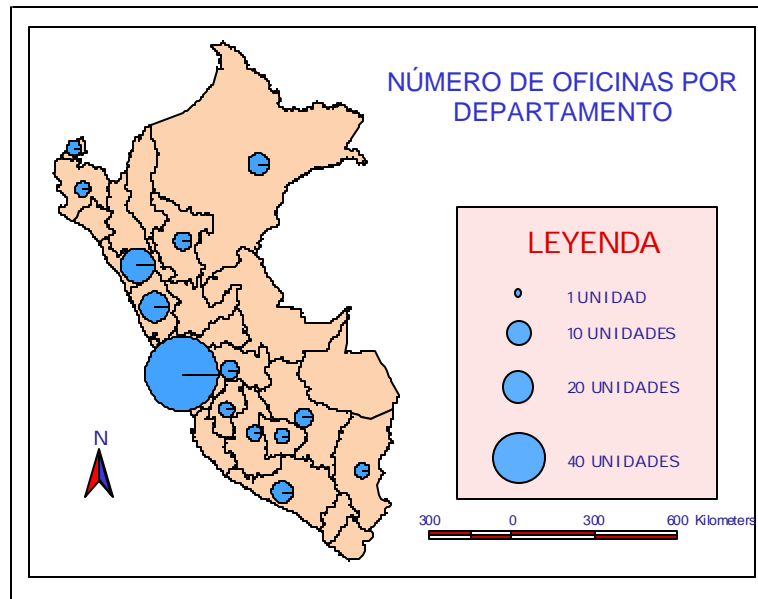 NÚMERO DE OFICINAS POR
DEPARTAMENTO
LEYENDA
1 UNIDAD
10 UNIDADES
20 UNIDADES
40 UNIDADES
N
300 0 300 600 Kilometers